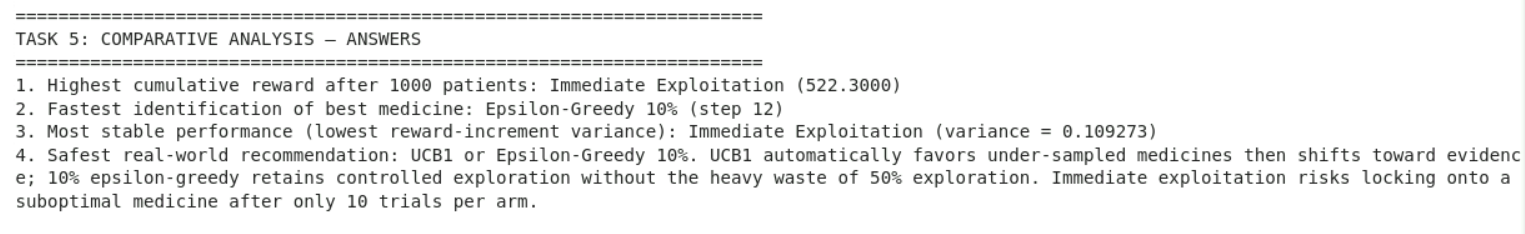 =======================================================================
TASK 5: COMPARATIVE ANALYSIS — ANSWERS
=======================================================================
1. Highest cumulative reward after 1000 patients: Immediate Exploitation (522.3000)
2. Fastest identification of best medicine: Epsilon-Greedy 10% (step 12)
3. Most stable performance (lowest reward-increment variance): Immediate Exploitation (variance = 0.109273)
4. Safest real-world recommendation: UCB1 or Epsilon-Greedy 10%. UCB1 automatically favors under-sampled medicines then shifts toward evidenc
e; 10% epsilon-greedy retains controlled exploration without the heavy waste of 50% exploration. Immediate exploitation risks locking onto a
suboptimal medicine after only 10 trials per arm.